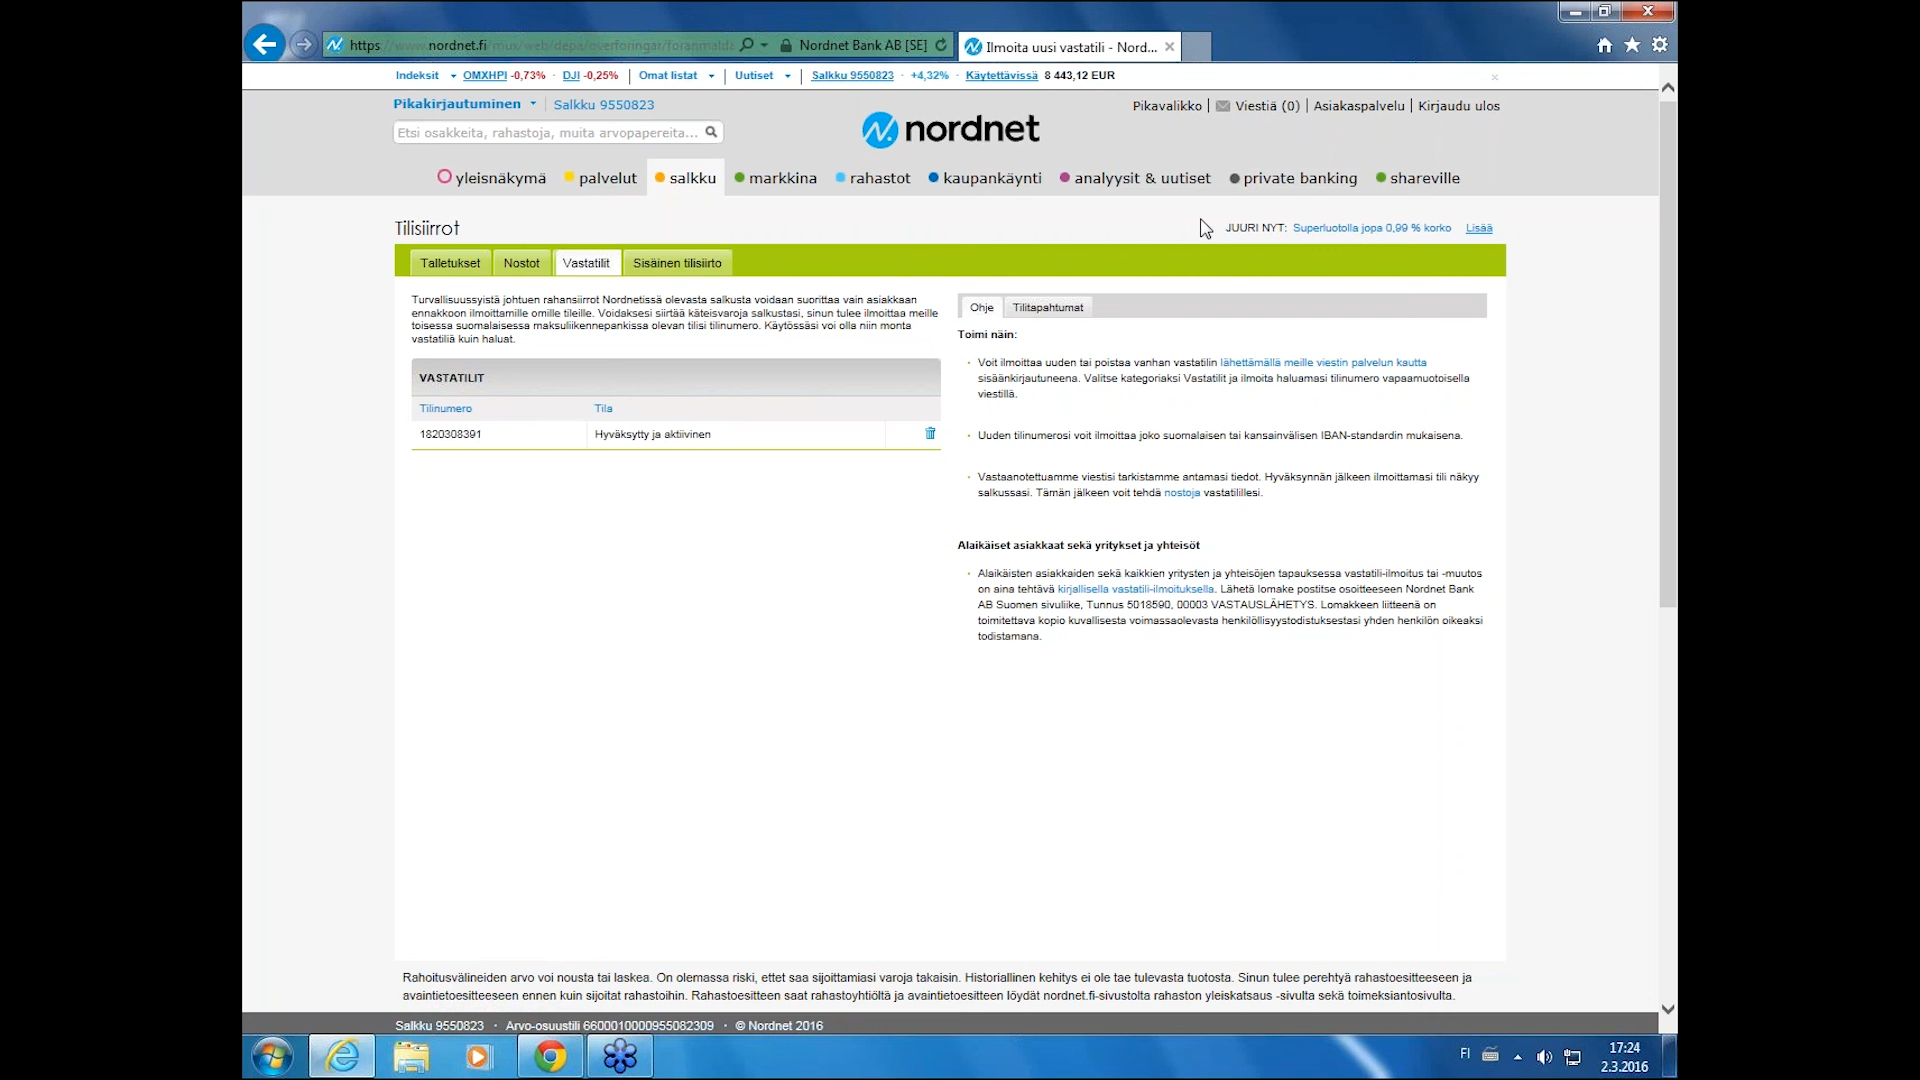 https://www.nordnet.fi/mux/web/depa/overforingar/foranmalda Nordnet Bank AB [SE] Ilmoita uusi vastatili - Nord...
Indeksit OMXHPI -0,73% · DJI -0,25% Omat listat Uutiset Salkku 9550823 · +4,32% · Käytettävissä 8 443,12 EUR
Pikakirjautuminen Salkku 9550823
Pikavalikko | Viestiä (0) | Asiakaspalvelu | Kirjaudu ulos
Etsi osakkeita, rahastoja, muita arvopapereita...
nordnet
yleisnäkymä palvelut salkku markkina rahastot kaupankäynti analyysit & uutiset private banking shareville
Tilisiirrot
JUURI NYT: Superluotolla jopa 0,99 % korko Lisää
Talletukset Nostot Vastatilit Sisäinen tilisiirto
Turvallisuussyistä johtuen rahansiirrot Nordnetissä olevasta salkusta voidaan suorittaa vain asiakkaan
ennakkoon ilmoittamille omille tileille. Voidaksesi siirtää käteisvaroja salkustasi, sinun tulee ilmoittaa meille
toisessa suomalaisessa maksuliikennepankissa olevan tilisi tilinumero. Käytössäsi voi olla niin monta
vastatiliä kuin haluat.
VASTATILIT
Tilinumero Tila
1820308391 Hyväksytty ja aktiivinen
Ohje Tilitapahtumat
Toimi näin:
· Voit ilmoittaa uuden tai poistaa vanhan vastatilin lähettämällä meille viestin palvelun kautta
sisäänkirjautuneena. Valitse kategoriaksi Vastatilit ja ilmoita haluamasi tilinumero vapaamuotoisella
viestillä.
· Uuden tilinumerosi voit ilmoittaa joko suomalaisen tai kansainvälisen IBAN-standardin mukaisena.
· Vastaanotettuamme viestisi tarkistamme antamasi tiedot. Hyväksynnän jälkeen ilmoittamasi tili näkyy
salkussasi. Tämän jälkeen voit tehdä nostoja vastatilillesi.
Alaikäiset asiakkaat sekä yritykset ja yhteisöt
· Alaikäisten asiakkaiden sekä kaikkien yritysten ja yhteisöjen tapauksessa vastatili-ilmoitus tai -muutos
on aina tehtävä kirjallisella vastatili-ilmoituksella. Lähetä lomake postitse osoitteeseen Nordnet Bank
AB Suomen sivuliike, Tunnus 5018590, 00003 VASTAUSLÄHETYS. Lomakkeen liitteenä on
toimitettava kopio kuvallisesta voimassaolevasta henkilöllisyystodistuksestasi yhden henkilön oikeaksi
todistamana.
Rahoitusvälineiden arvo voi nousta tai laskea. On olemassa riski, ettet saa sijoittamiasi varoja takaisin. Historiallinen kehitys ei ole tae tulevasta tuotosta. Sinun tulee perehtyä rahastoesitteeseen ja
avaintietoesitteeseen ennen kuin sijoitat rahastoihin. Rahastoesitteen saat rahastoyhtiöltä ja avaintietoesitteen löydät nordnet.fi-sivustolta rahaston yleiskatsaus -sivulta sekä toimeksiantosivulta.
Salkku 9550823 · Arvo-osuustili 6600010000955082309 · © Nordnet 2016
FI 17:24
2.3.2016